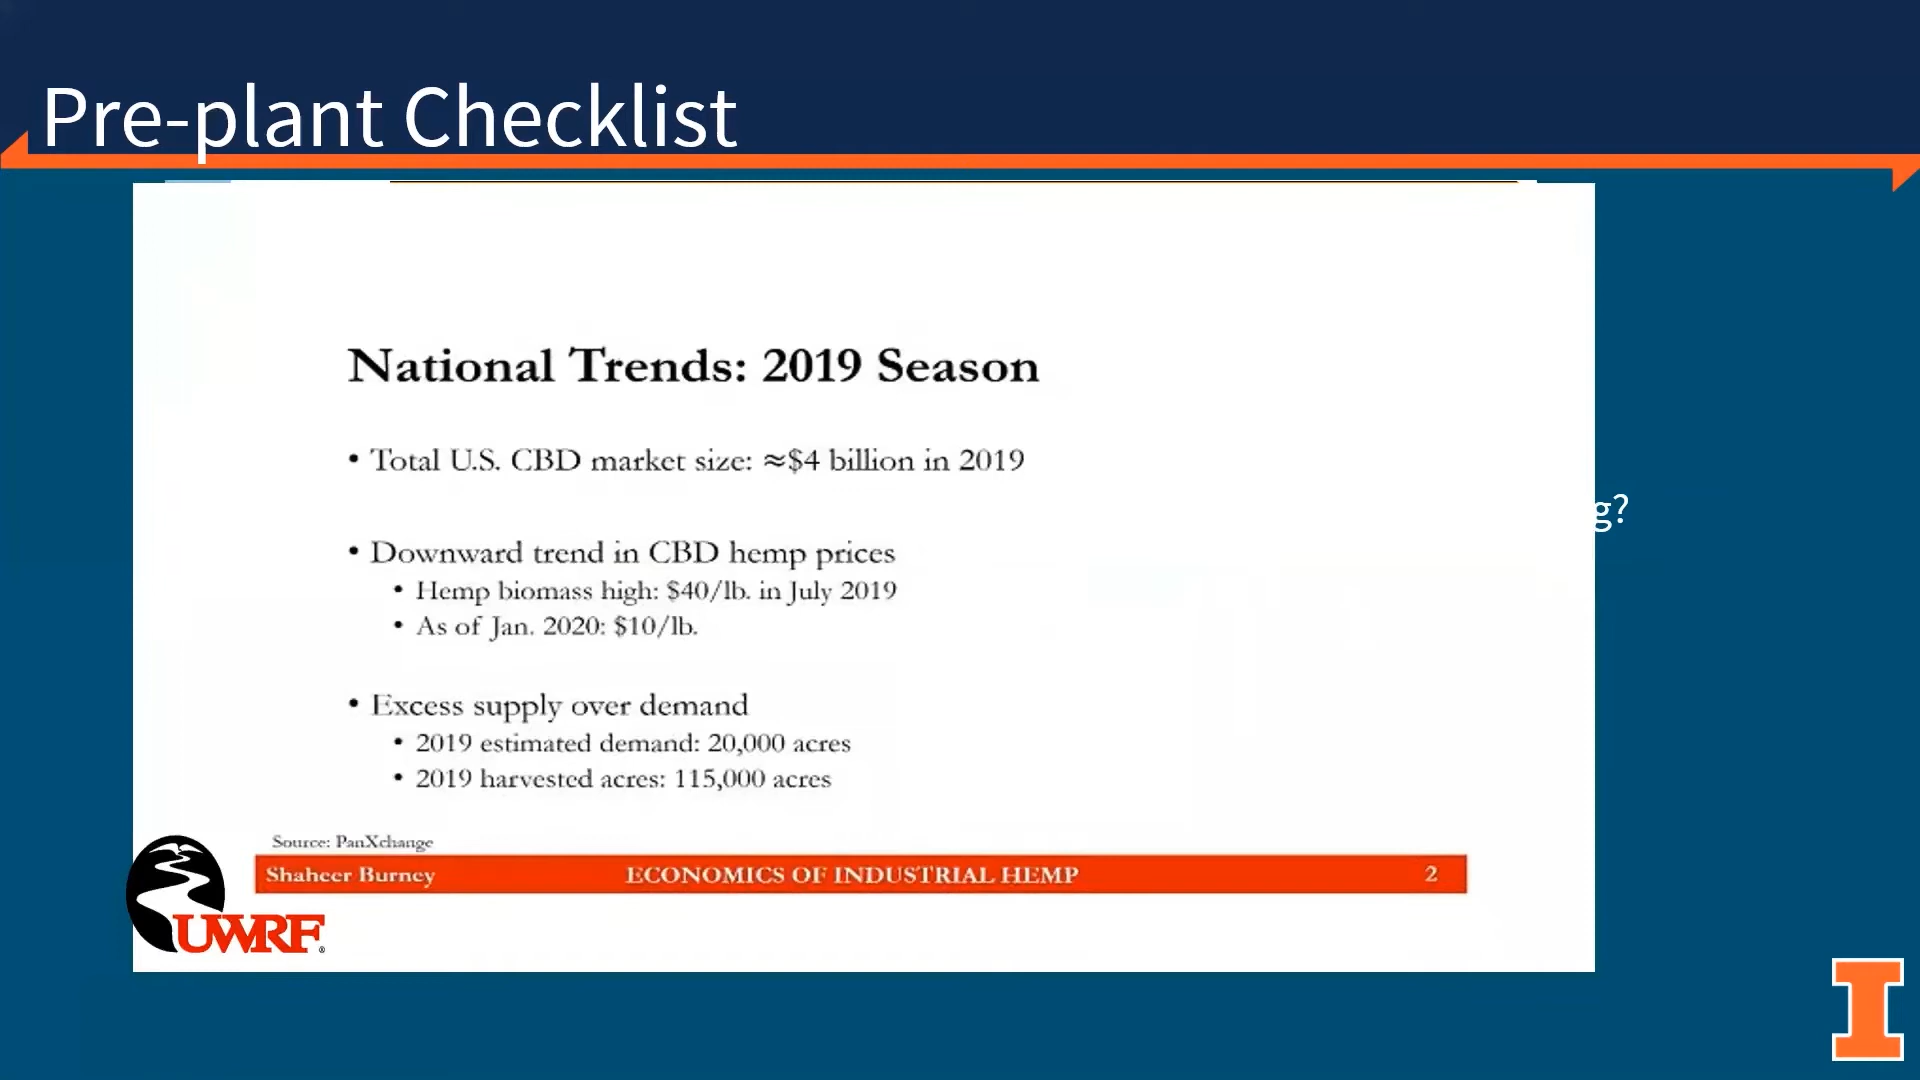 Pre-plant Checklist
National Trends: 2019 Season
• Total U.S. CBD market size: ≈$4 billion in 2019
g?
• Downward trend in CBD hemp prices
• Hemp biomass high: $40/lb. in July 2019
• As of Jan. 2020: $10/lb.
• Excess supply over demand
• 2019 estimated demand: 20,000 acres
• 2019 harvested acres: 115,000 acres
Source: PanXchange
Shaheer Burney ECONOMICS OF INDUSTRIAL HEMP 2
UWRF®
I